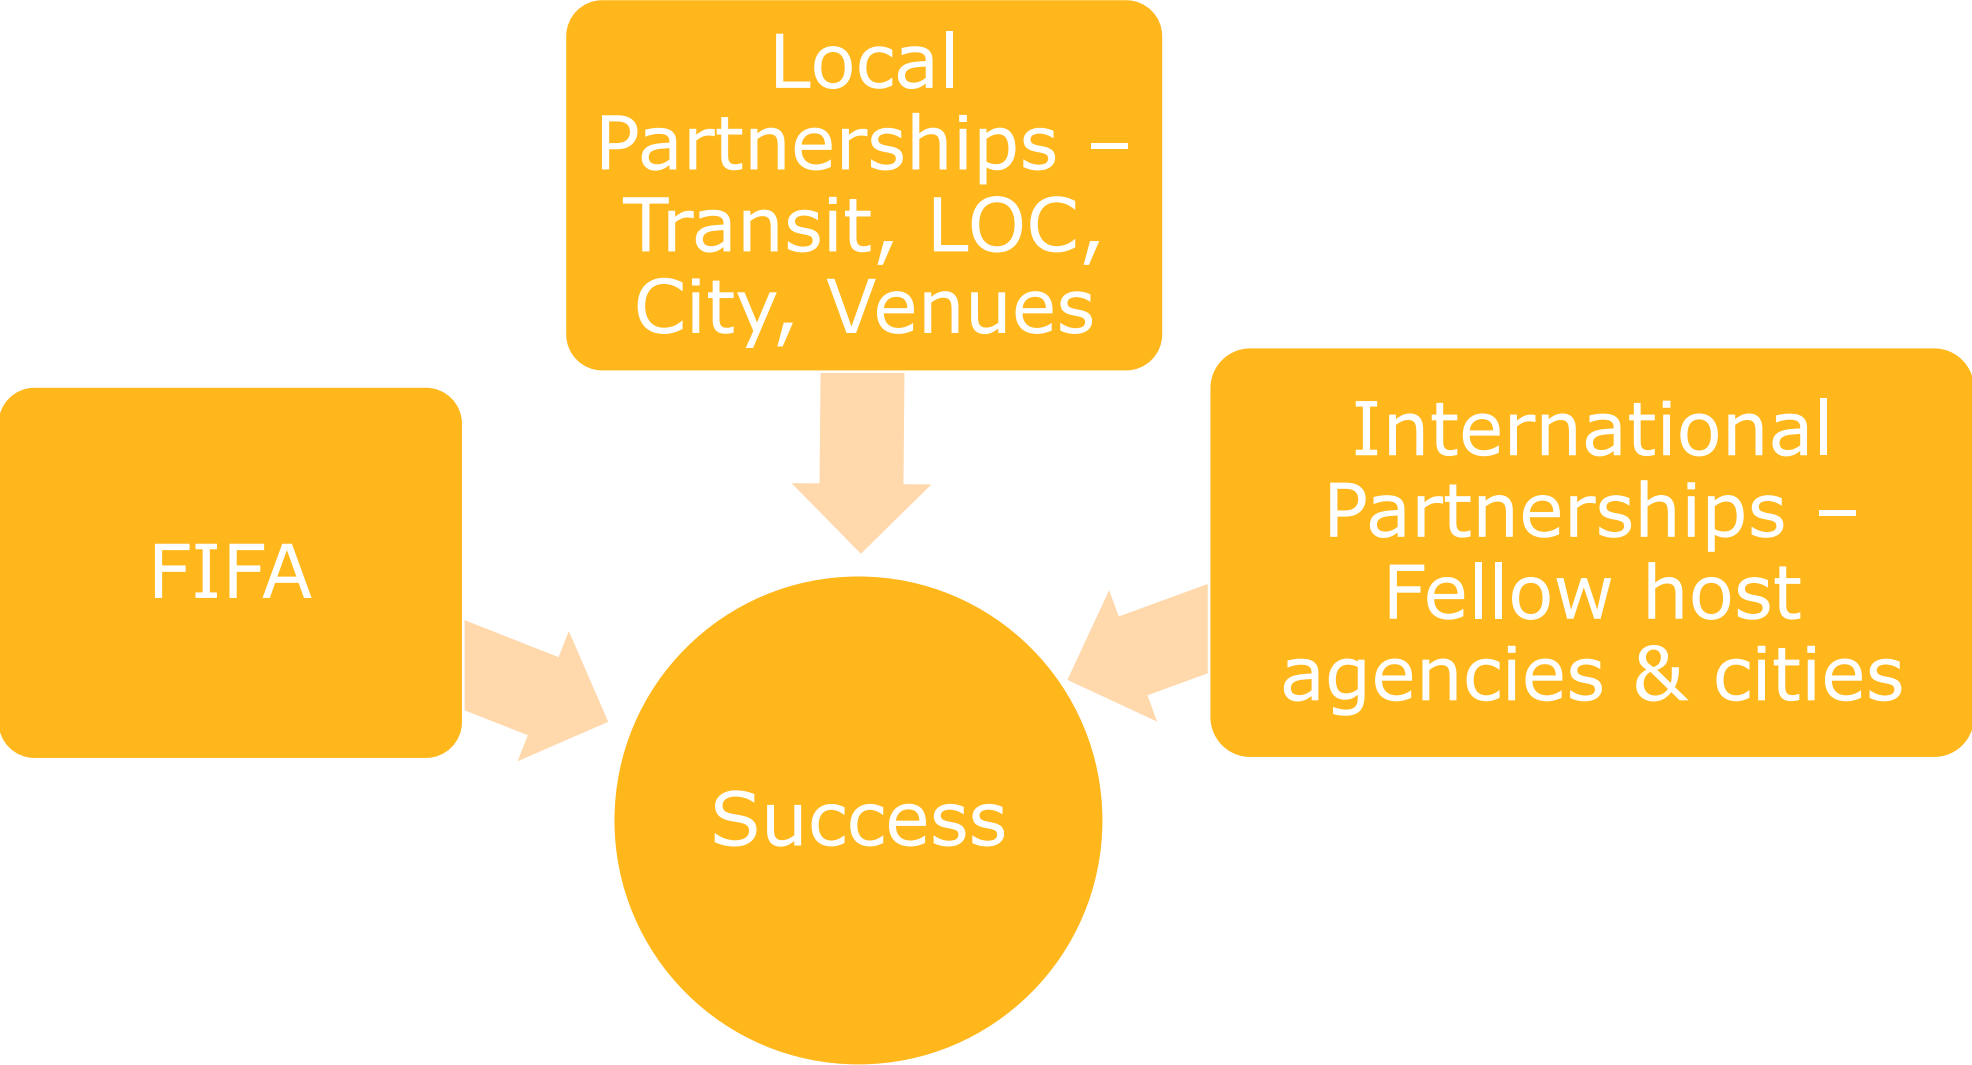 Local
Partnerships –
Transit, LOC,
City, Venues
FIFA
International
Partnerships –
Fellow host
agencies & cities
Success